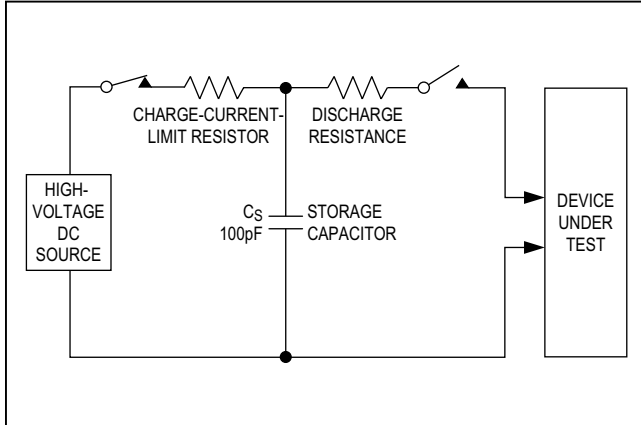 CHARGE-CURRENT-
LIMIT RESISTOR
DISCHARGE
RESISTANCE
HIGH-
VOLTAGE
DC
SOURCE
CS
100pF
STORAGE
CAPACITOR
DEVICE
UNDER
TEST